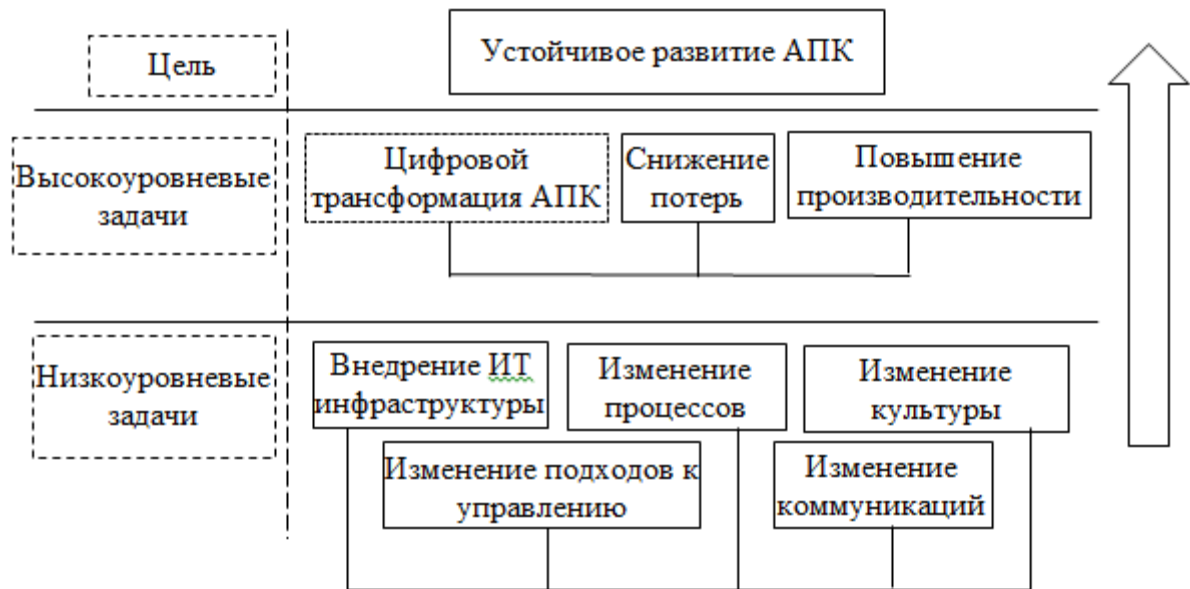 Цель
Устойчивое развитие АПК
Высокоуровневые
задачи
Цифровой
трансформация АПК
Снижение
потерь
Повышение
производительности
Низкоуровневые
задачи
Внедрение ИТ
инфраструктуры
Изменение
процессов
Изменение
культуры
Изменение подходов к
управлению
Изменение
коммуникаций